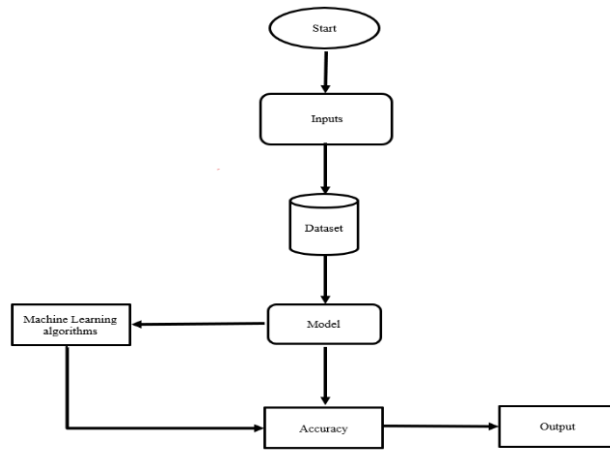 Start
Inputs
Dataset
Machine Learning
algorithms
Model
Accuracy
Output